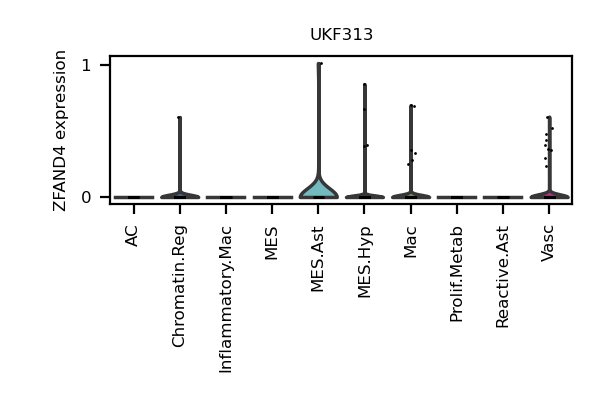 UKF313
ZFAND4 expression
1
0
AC
Chromatin.Reg
Inflammatory.Mac
MES
MES.Ast
MES.Hyp
Mac
Prolif.Metab
Reactive.Ast
Vasc